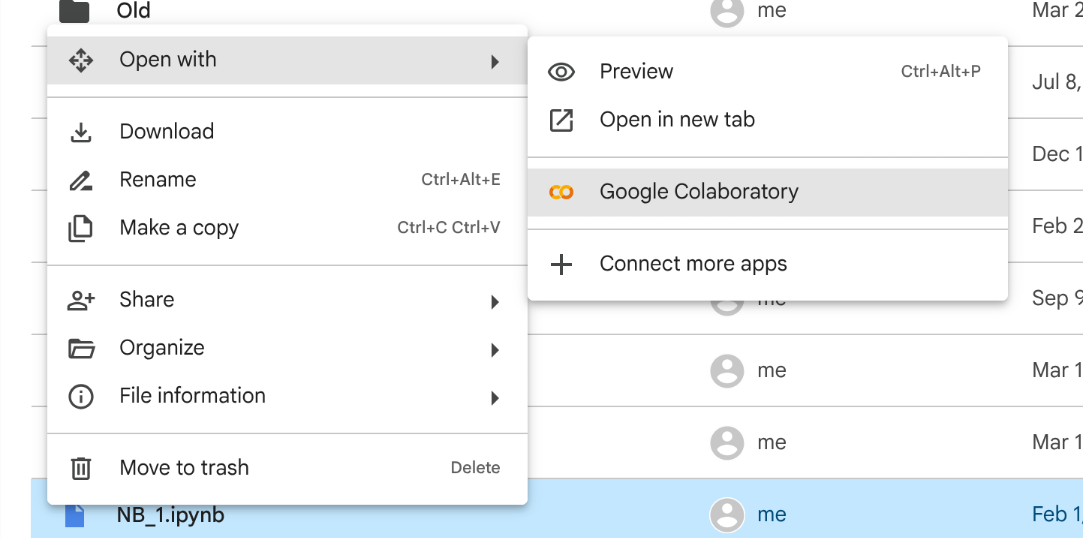 Old me Mar 2
Open with
Preview Ctrl+Alt+P
Jul 8,
Open in new tab
Download
Dec 1
Rename Ctrl+Alt+E
Google Colaboratory
Make a copy Ctrl+C Ctrl+V
Feb 2
Connect more apps
Share
me Sep 9
Organize
me Mar 1
File information
me Mar 1
Move to trash Delete
NB_1.ipynb me Feb 1,